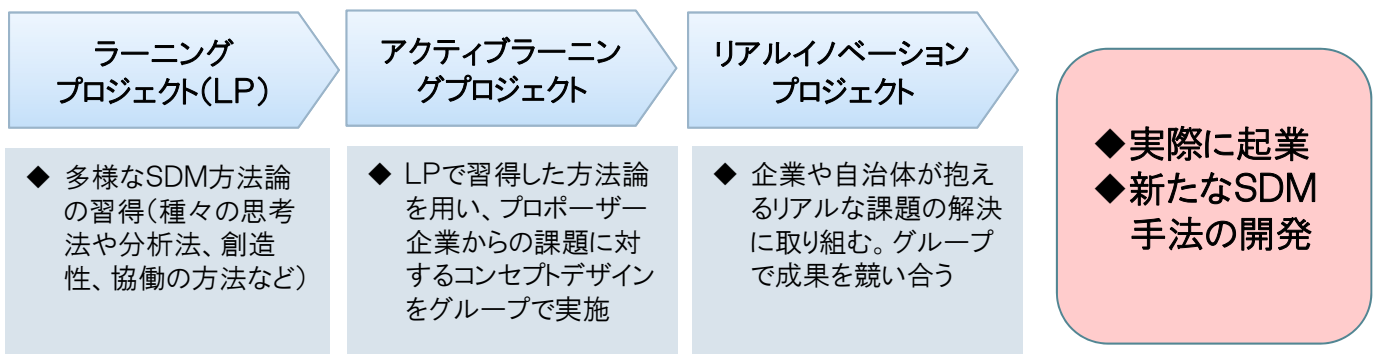 ラーニング
プロジェクト(LP)
◆ 多様なSDM方法論
の習得(種々の思考
法や分析法、創造
性、協働の方法など)
アクティブラーニン
グプロジェクト
◆ LPで習得した方法論
を用い、プロポーザー
企業からの課題に対
するコンセプトデザイン
をグループで実施
リアルイノベーション
プロジェクト
◆ 企業や自治体が抱え
るリアルな課題の解決
に取り組む。グループ
で成果を競い合う
◆実際に起業
◆新たなSDM
手法の開発